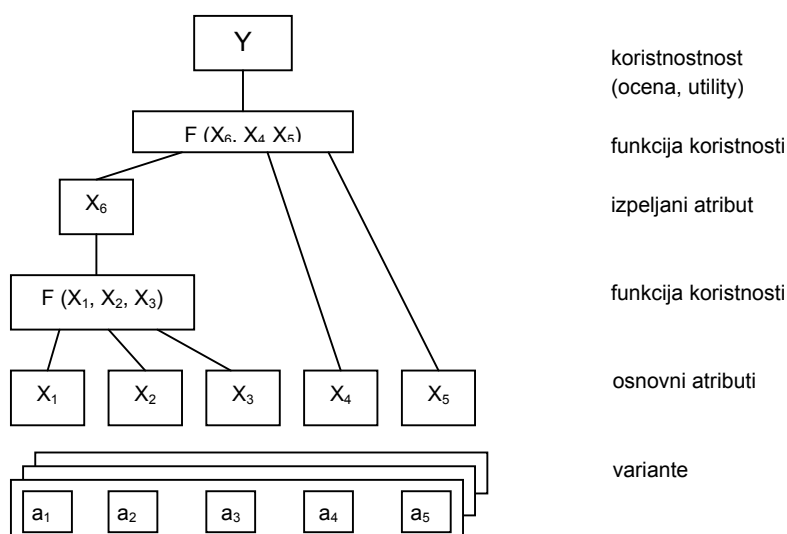 Y
koristnostnost
(ocena, utility)
F (X₆, X₄ X₅)
funkcija koristnosti
X₆
izpeljani atribut
F (X₁, X₂, X₃)
funkcija koristnosti
X₁ X₂ X₃ X₄ X₅
osnovni atributi
variante
a₁ a₂ a₃ a₄ a₅